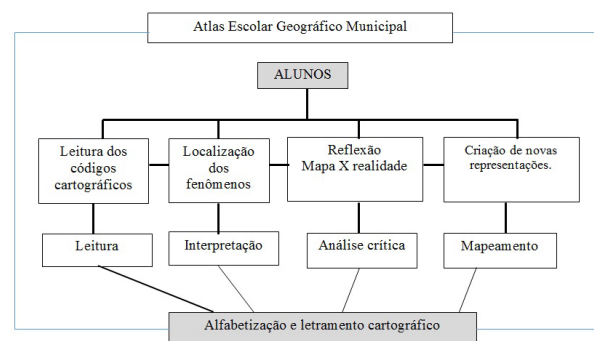 Atlas Escolar Geográfico Municipal
ALUNOS
Leitura dos
códigos
cartográficos
Localização
dos
fenômenos
Reflexão
Mapa X realidade
Criação de novas
representações.
Leitura
Interpretação
Análise crítica
Mapeamento
Alfabetização e letramento cartográfico